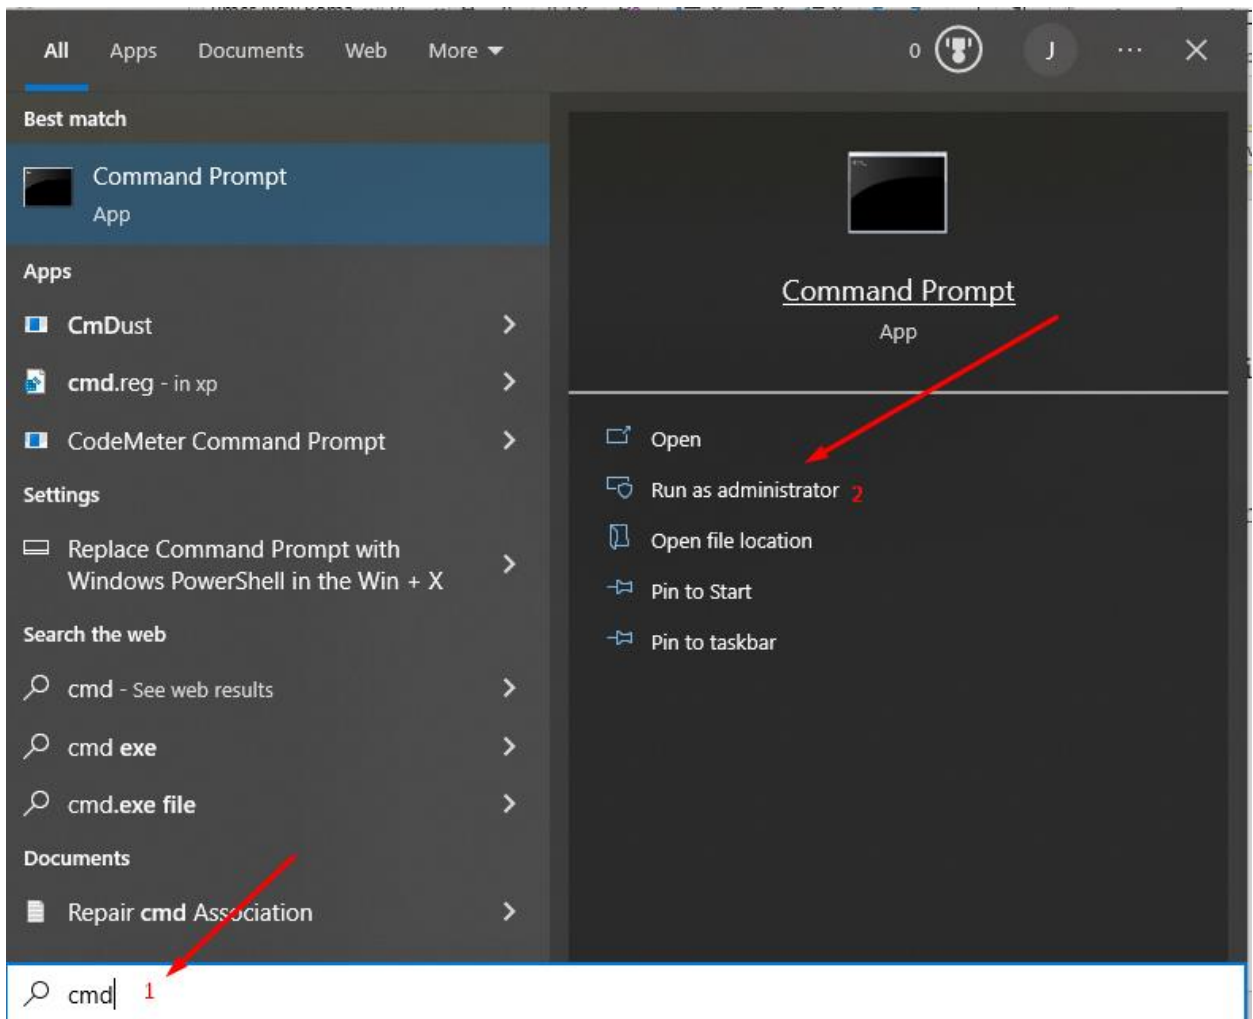 All Apps Documents Web More 0 J ...
Best match
Command Prompt
App
Apps
CmDust
cmd.reg - in xp
CodeMeter Command Prompt
Settings
Replace Command Prompt with
Windows PowerShell in the Win + X
Search the web
cmd - See web results
cmd exe
cmd.exe file
Documents
Repair cmd Association
cmd 1
Command Prompt
App
Open
Run as administrator 2
Open file location
Pin to Start
Pin to taskbar